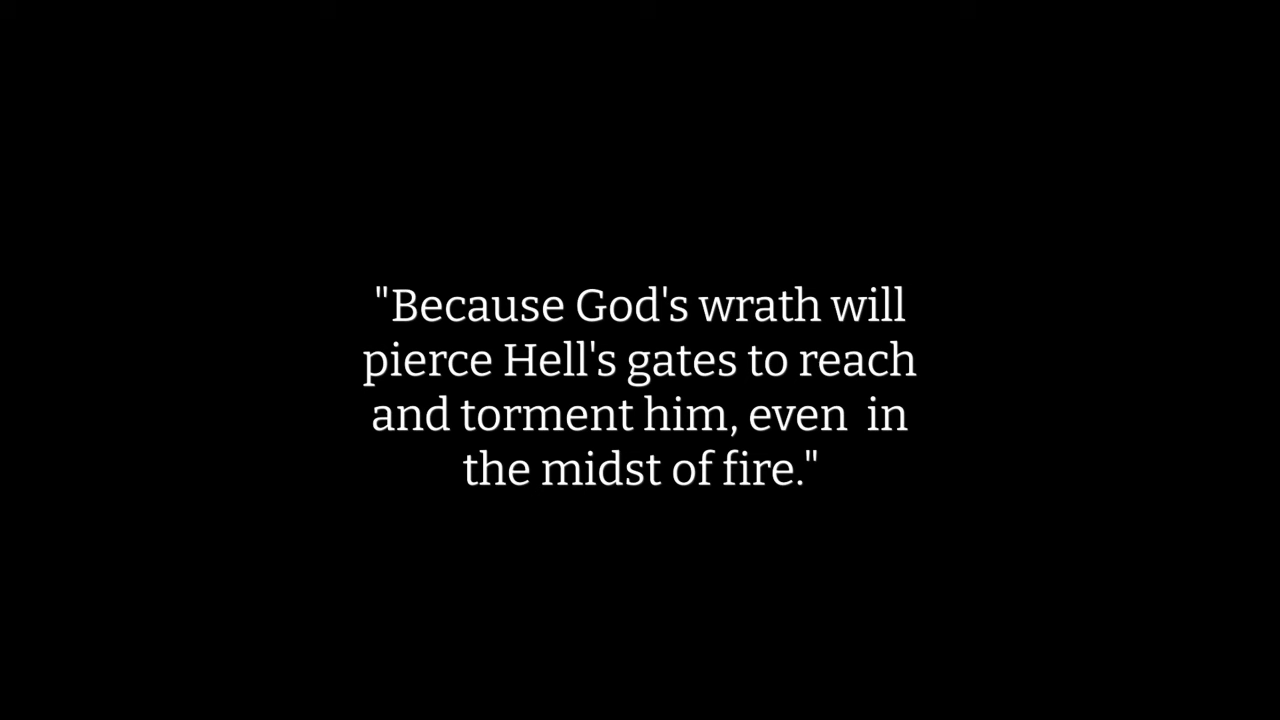 "Because God's wrath will
pierce Hell's gates to reach
and torment him, even  in
the midst of fire."